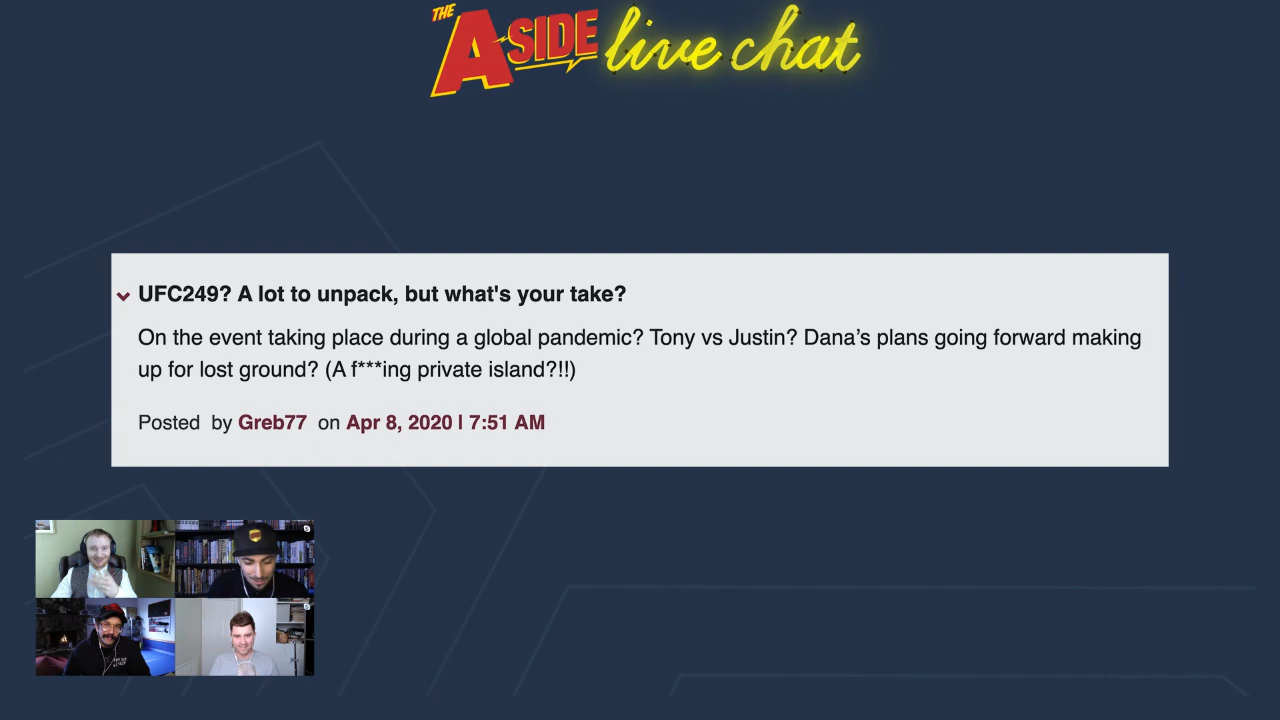 THE A SIDE live chat
UFC249? A lot to unpack, but what's your take?
On the event taking place during a global pandemic? Tony vs Justin? Dana’s plans going forward making
up for lost ground? (A f***ing private island?!!)
Posted by Greb77 on Apr 8, 2020 | 7:51 AM